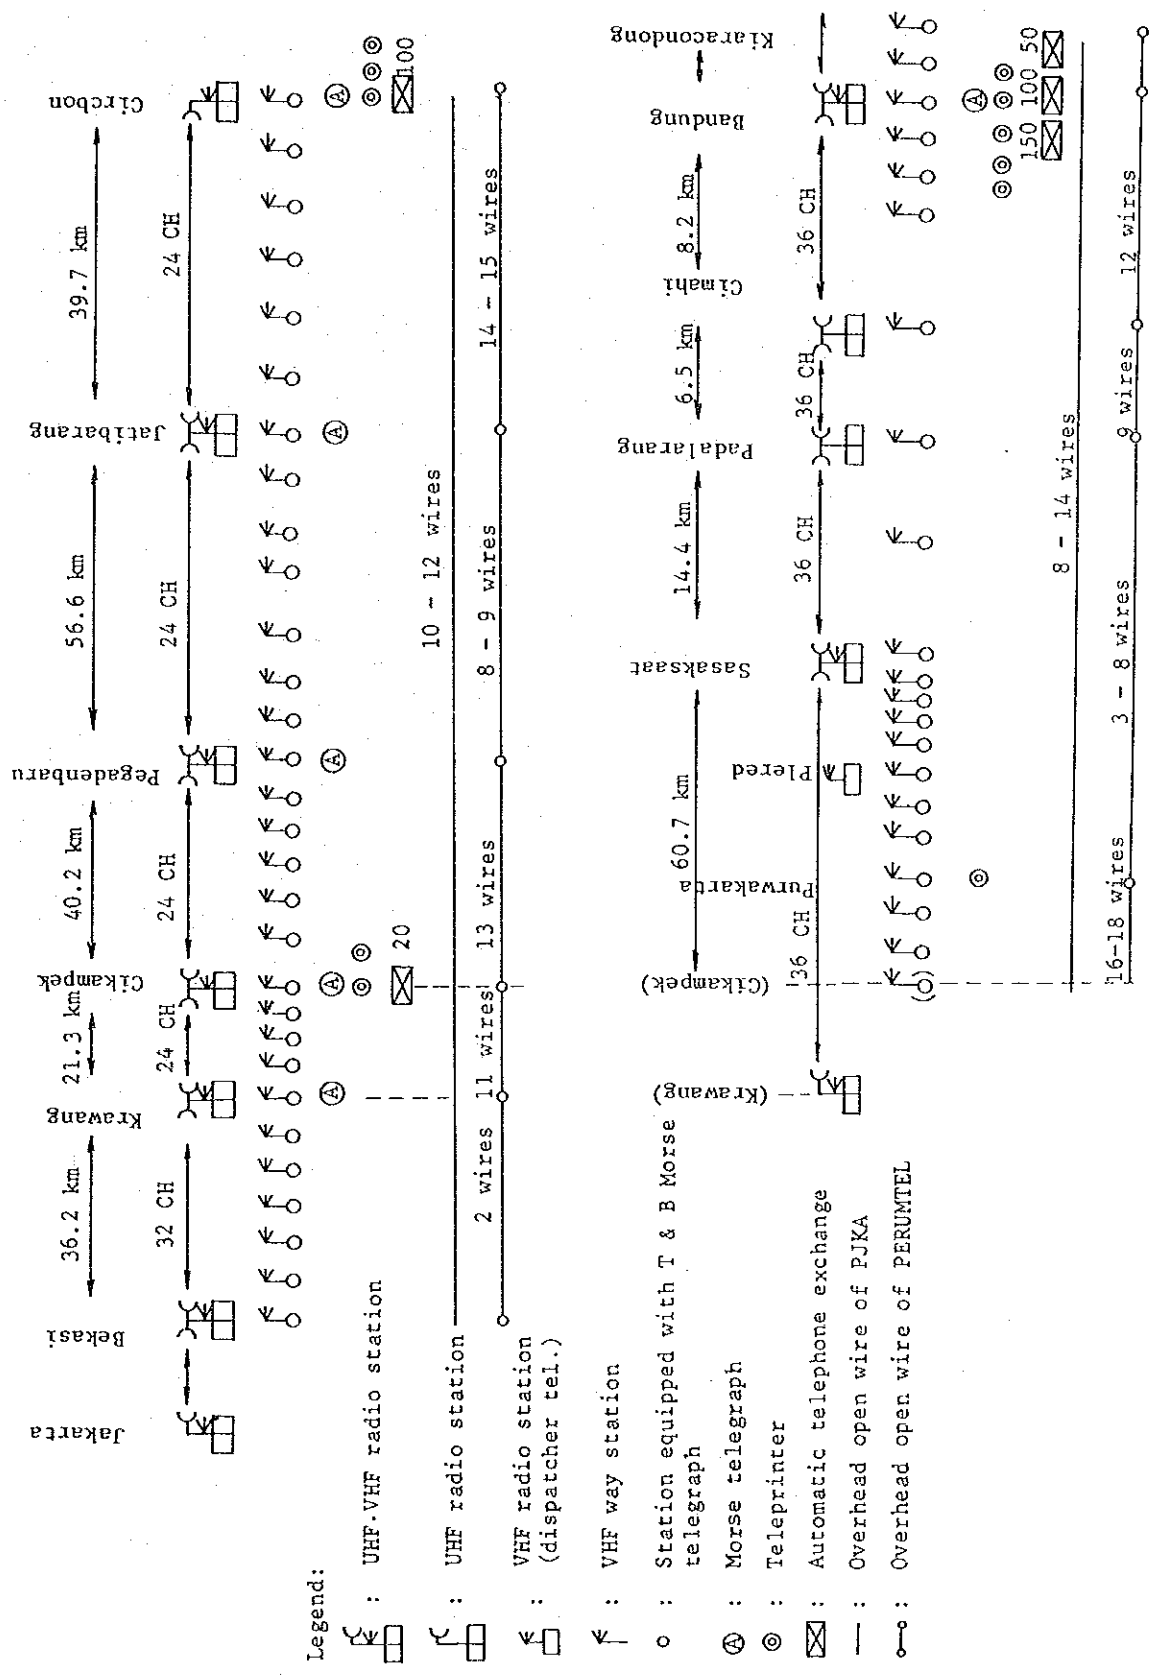 Jakarta
Bekasi
Krawang
Cikampek
Pegadenbaru
Jatibarang
Circbon
36.2 km
21.3 km
40.2 km
56.6 km
39.7 km
32 CH
24 CH
24 CH
24 CH
24 CH
A
A
A
A
A
20
100
10 - 12 wires
2 wires
11 wires
13 wires
8 - 9 wires
14 - 15 wires
(Krawang)
(Cikampek)
Purwakarta
Plered
Sasaksaat
Padalarang
Cimahi
Bandung
Kiaracondong
60.7 km
14.4 km
6.5 km
8.2 km
36 CH
36 CH
36 CH
36 CH
( )
A
150
100
50
8 - 14 wires
16-18 wires
3 - 8 wires
9 wires
12 wires
Legend:
: UHF.VHF radio station
: UHF radio station
: VHF radio station
(dispatcher tel.)
: VHF way station
: Station equipped with T & B Morse
telegraph
A : Morse telegraph
: Teleprinter
: Automatic telephone exchange
: Overhead open wire of PJKA
: Overhead open wire of PERUMTEL